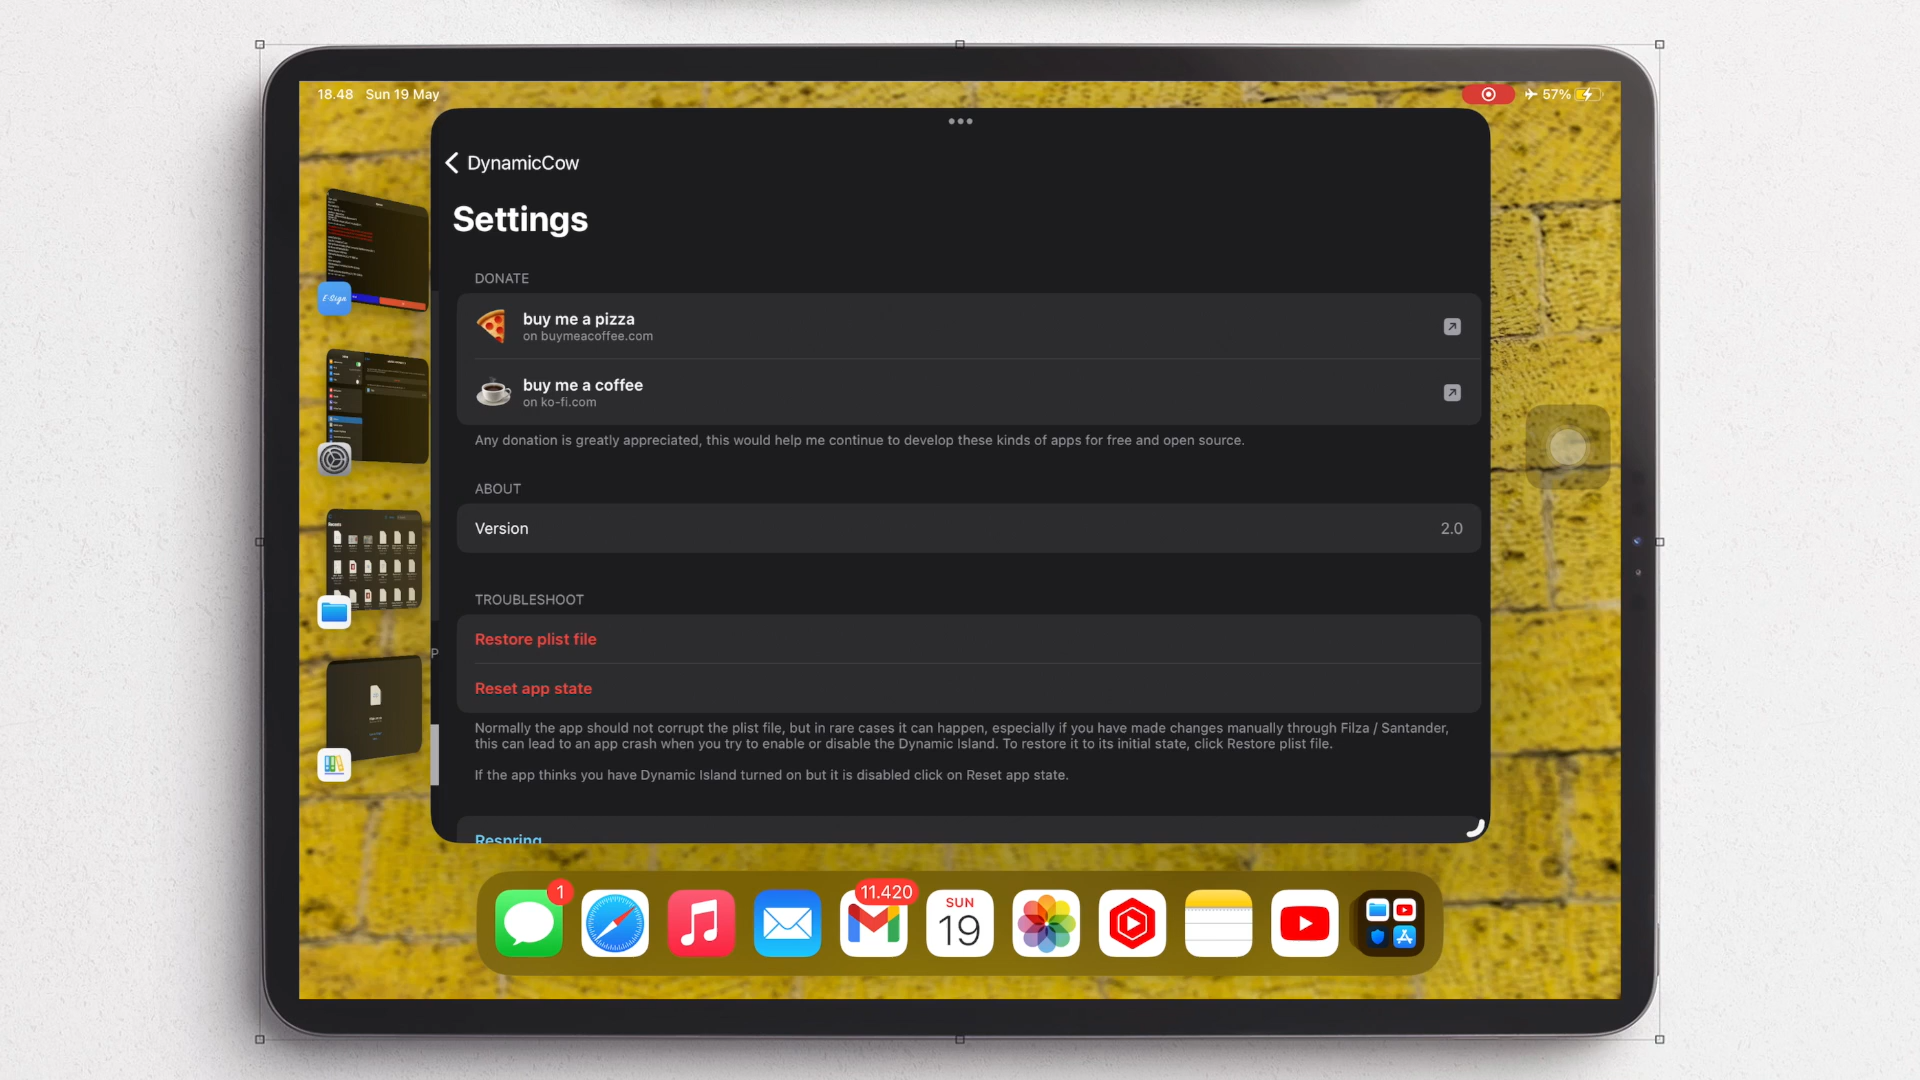 18.48 Sun 19 May
57%
DynamicCow
Settings
DONATE
buy me a pizza
on buymeacoffee.com
buy me a coffee
on ko-fi.com
Any donation is greatly appreciated, this would help me continue to develop these kinds of apps for free and open source.
ABOUT
Version 2.0
TROUBLESHOOT
Restore plist file
Reset app state
Normally the app should not corrupt the plist file, but in rare cases it can happen, especially if you have made changes manually through Filza / Santander,
this can lead to an app crash when you try to enable or disable the Dynamic Island. To restore it to its initial state, click Restore plist file.
If the app thinks you have Dynamic Island turned on but it is disabled click on Reset app state.
Respring
E-Sign
P
1
11.420
SUN
19